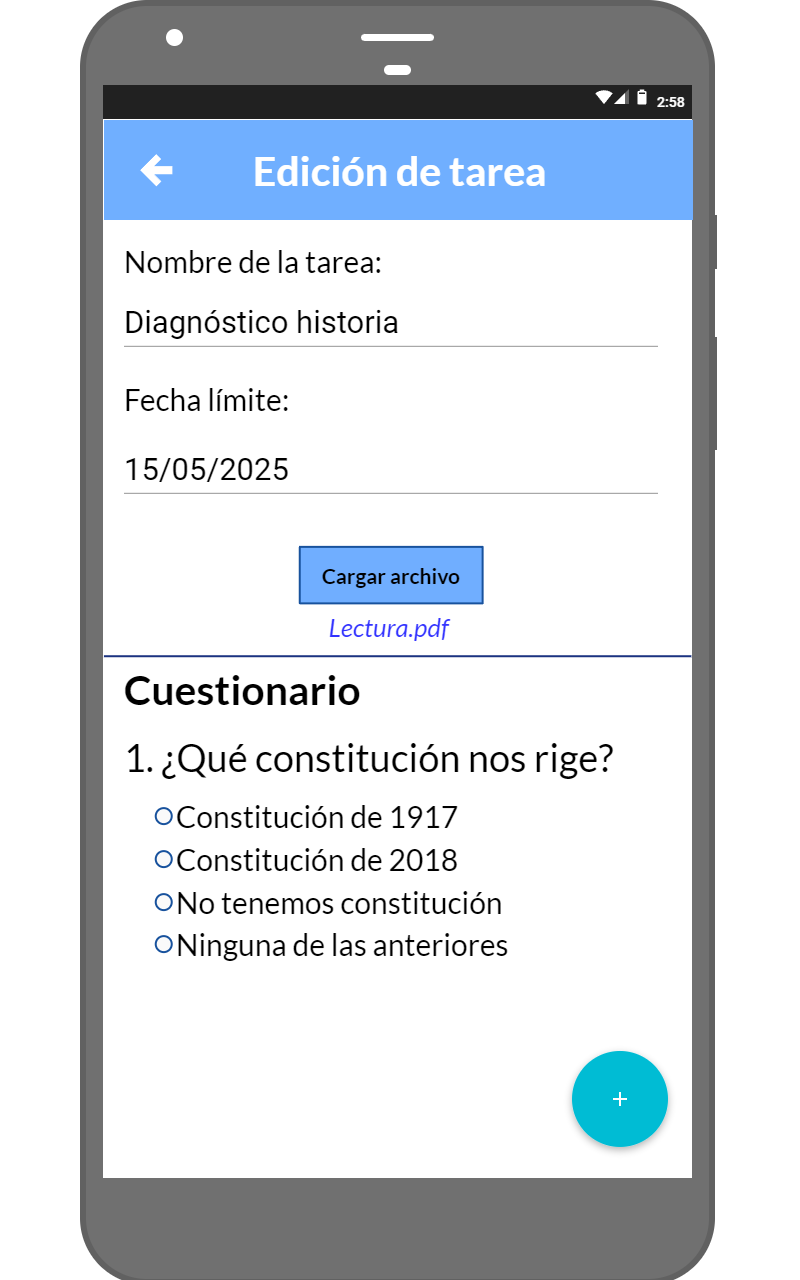 2:58
Edición de tarea
Nombre de la tarea:
Diagnóstico historia
Fecha límite:
15/05/2025
Cargar archivo
Lectura.pdf
Cuestionario
1. ¿Qué constitución nos rige?
Constitución de 1917
Constitución de 2018
No tenemos constitución
Ninguna de las anteriores
+